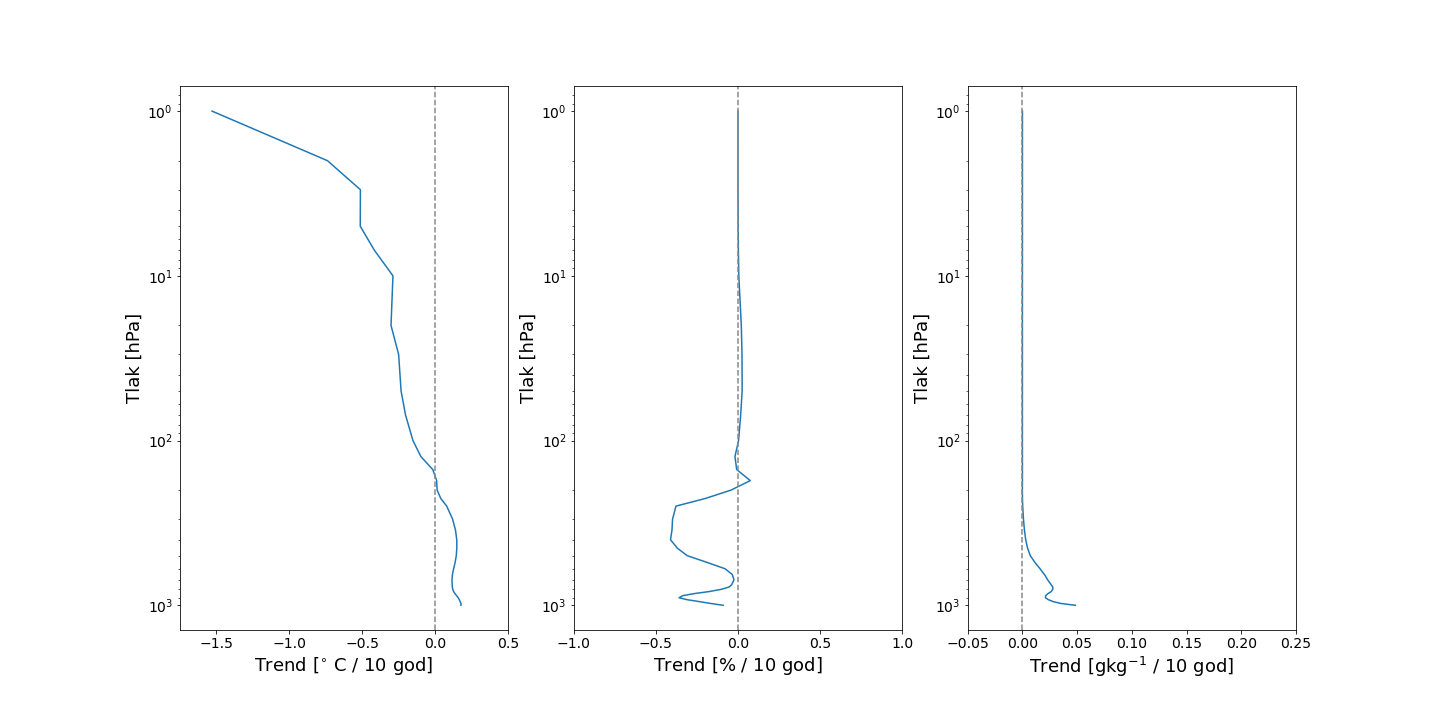 10⁰
10¹
10²
10³
Tlak [hPa]
−1.5 −1.0 −0.5 0.0 0.5
Trend [° C / 10 god]
10⁰
10¹
10²
10³
Tlak [hPa]
−1.0 −0.5 0.0 0.5 1.0
Trend [% / 10 god]
10⁰
10¹
10²
10³
Tlak [hPa]
−0.05 0.00 0.05 0.10 0.15 0.20 0.25
Trend [gkg⁻¹ / 10 god]